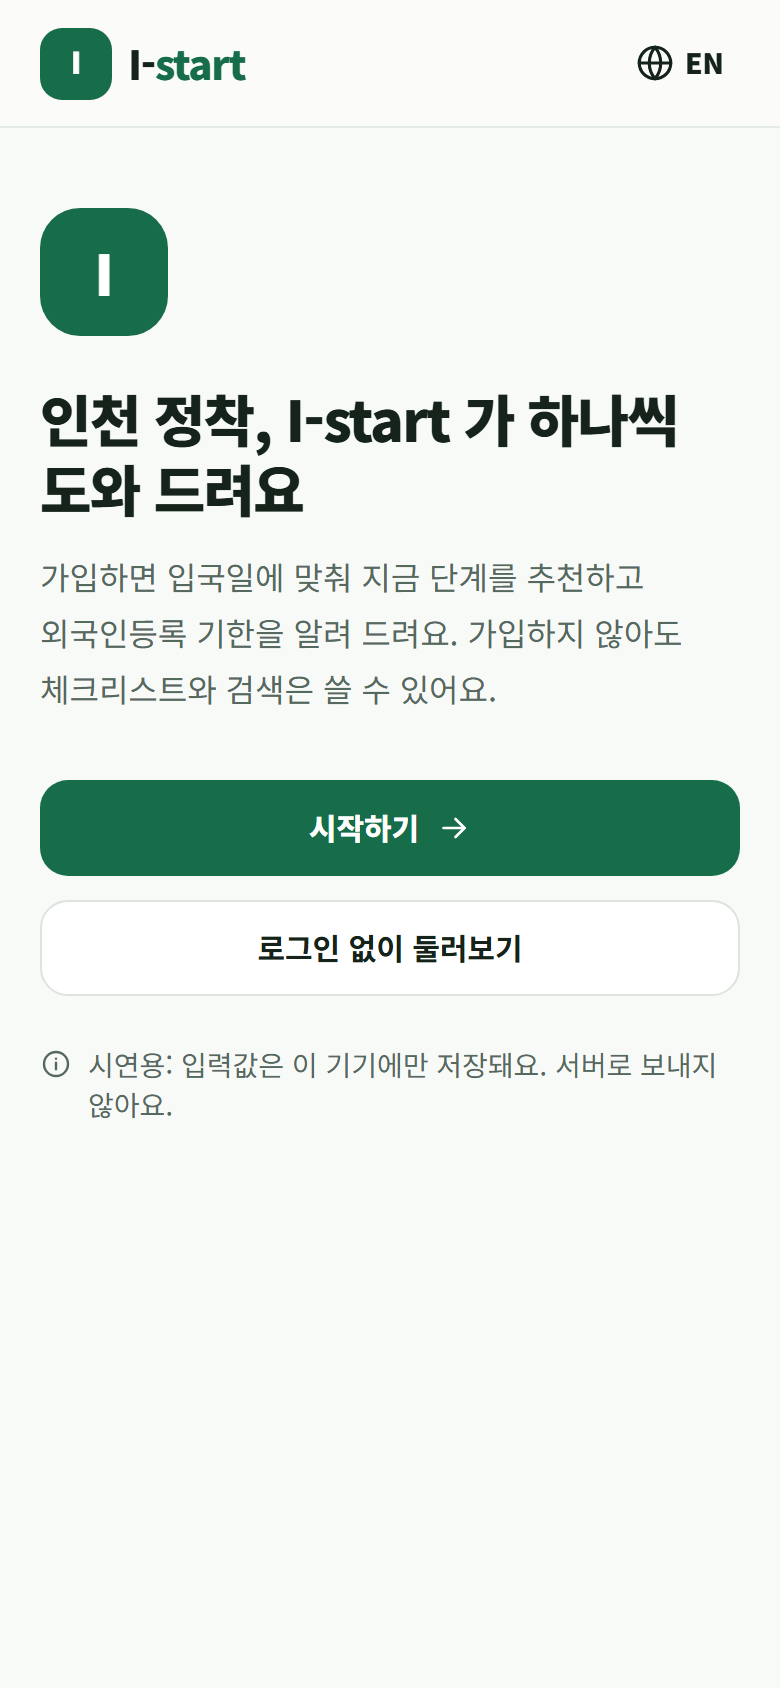 I
I-start
EN
I
인천 정착, I-start 가 하나씩
도와 드려요
가입하면 입국일에 맞춰 지금 단계를 추천하고
외국인등록 기한을 알려 드려요. 가입하지 않아도
체크리스트와 검색은 쓸 수 있어요.
시작하기 →
로그인 없이 둘러보기
시연용: 입력값은 이 기기에만 저장돼요. 서버로 보내지
않아요.